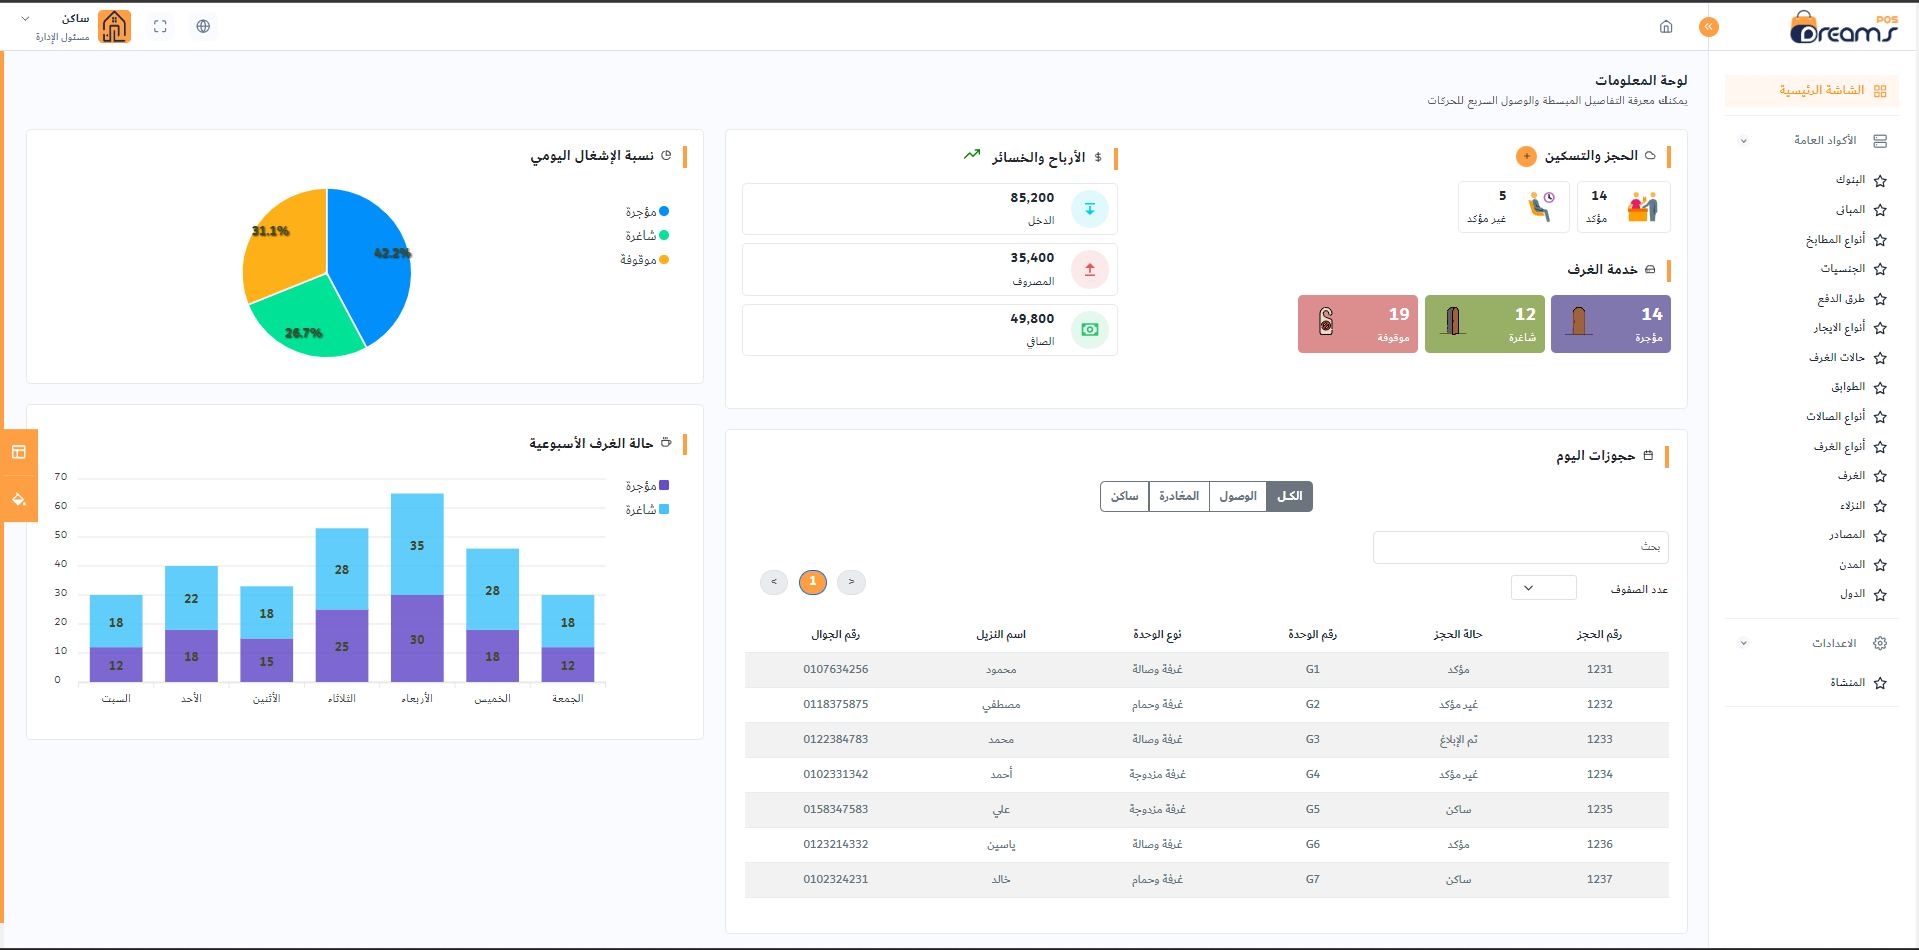 POS
Dreams
ساكن
مسئول الإدارة
الشاشة الرئيسية
الأكواد العامة
البنوك
المبانى
أنواع المطابخ
الجنسيات
طرق الدفع
أنواع الايجار
حالات الغرف
الطوابق
أنواع الصالات
أنواع الغرف
الغرف
النزلاء
المصادر
المدن
الدول
الاعدادات
المنشاة
لوحة المعلومات
يمكنك معرفة التفاصيل المبسطة والوصول السريع للحركات
الحجز والتسكين
14
مؤكد
5
غير مؤكد
خدمة الغرف
14
مؤجرة
12
شاغرة
19
موقوفة
الأرباح والخسائر
85,200
الدخل
35,400
المصروف
49,800
الصافي
نسبة الإشغال اليومي
مؤجرة
شاغرة
موقوفة
42.2%
31.1%
26.7%
حجوزات اليوم
الكـل الوصول المغادرة ساكن
بحث
عدد الصفوف
< 1 >
رقم الحجز حالة الحجز رقم الوحدة نوع الوحدة اسم النزيل رقم الجوال
1231 مؤكد G1 غرفة وصالة محمود 0107634256
1232 غير مؤكد G2 غرفة وحمام مصطفي 0118375875
1233 تم الإبلاغ G3 غرفة وصالة محمد 0122384783
1234 غير مؤكد G4 غرفة مزدوجة أحمد 0102331342
1235 ساكن G5 غرفة مزدوجة علي 0158347583
1236 مؤكد G6 غرفة وصالة ياسين 0123214332
1237 ساكن G7 غرفة وحمام خالد 0102324231
حالة الغرف الأسبوعية
مؤجرة
شاغرة
70
60
50
40
30
20
10
0
18 22 18 28 35 28 18
12 18 15 25 30 18 12
الجمعة الخميس الأربعاء الثلاثاء الأثنين الأحد السبت